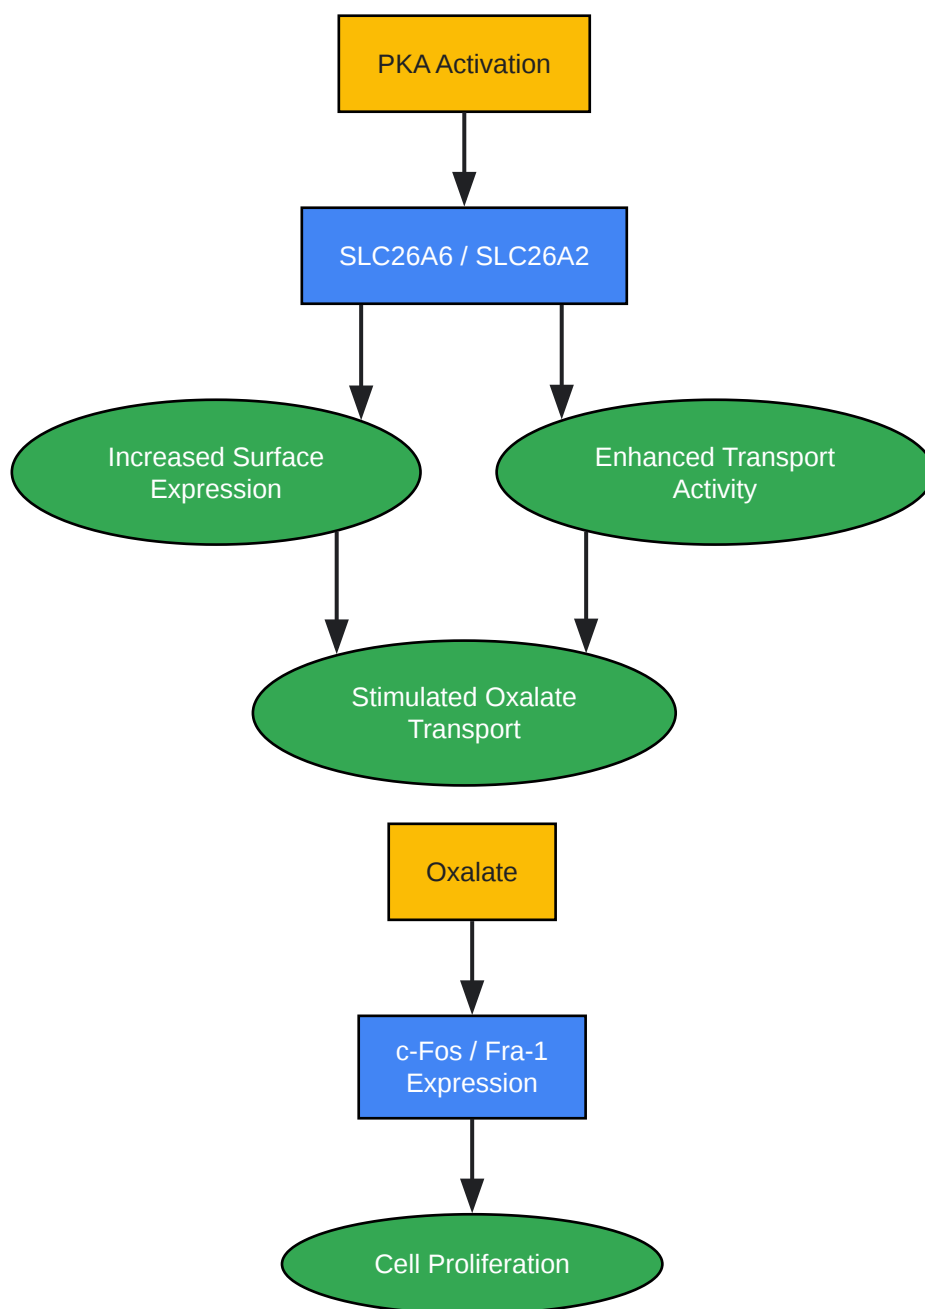 PKA Activation
SLC26A6 / SLC26A2
Increased Surface
Expression
Enhanced Transport
Activity
Stimulated Oxalate
Transport
Oxalate
c-Fos / Fra-1
Expression
Cell Proliferation